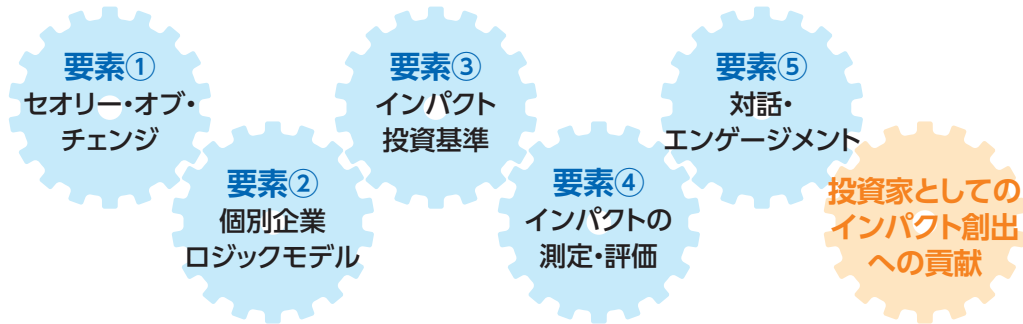 要素①
セオリー・オブ・
チェンジ
要素②
個別企業
ロジックモデル
要素③
インパクト
投資基準
要素④
インパクトの
測定・評価
要素⑤
対話・
エンゲージメント
投資家としての
インパクト創出
への貢献